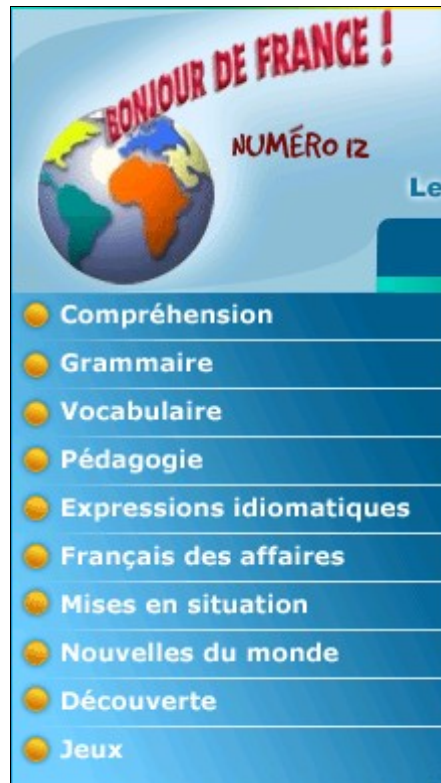 BONJOUR DE FRANCE !
NUMÉRO 12
Le
Compréhension
Grammaire
Vocabulaire
Pédagogie
Expressions idiomatiques
Français des affaires
Mises en situation
Nouvelles du monde
Découverte
Jeux